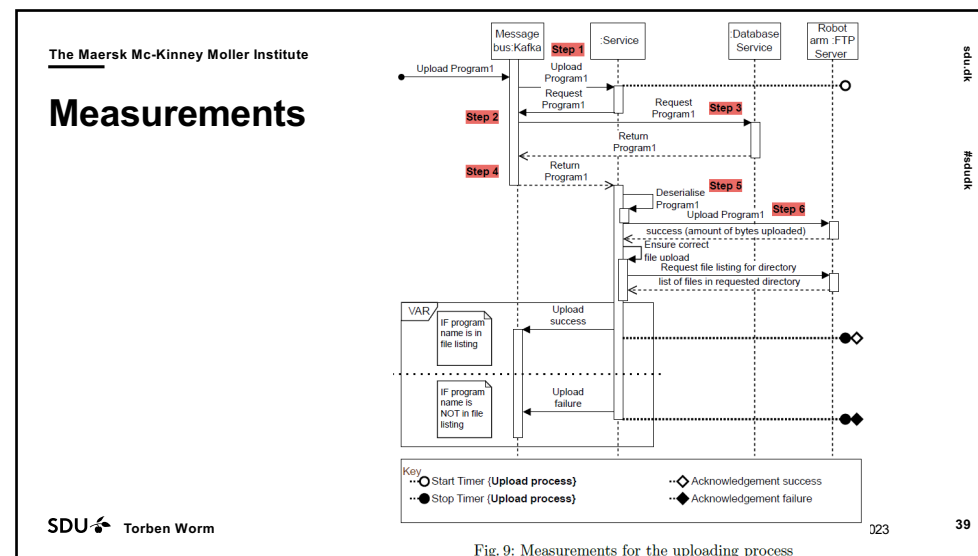 The Maersk Mc-Kinney Moller Institute
Measurements
Message
bus:Kafka
:Service
:Database
Service
Robot
arm :FTP
Server
Step 1
Upload Program1
Upload
Program1
Request
Program1
Step 2
Request
Program1
Step 3
Return
Program1
Step 4
Return
Program1
Step 5
Deserialise
Program1
Step 6
Upload Program1
success (amount of bytes uploaded)
Ensure correct
file upload
Request file listing for directory
list of files in requested directory
VAR
IF program
name is in
file listing
Upload
success
IF program
name is
NOT in file
listing
Upload
failure
Key
Start Timer {Upload process}
Acknowledgement success
Stop Timer {Upload process}
Acknowledgement failure
Fig. 9: Measurements for the uploading process
SDU Torben Worm
023
39
sdu.dk
#sdudk